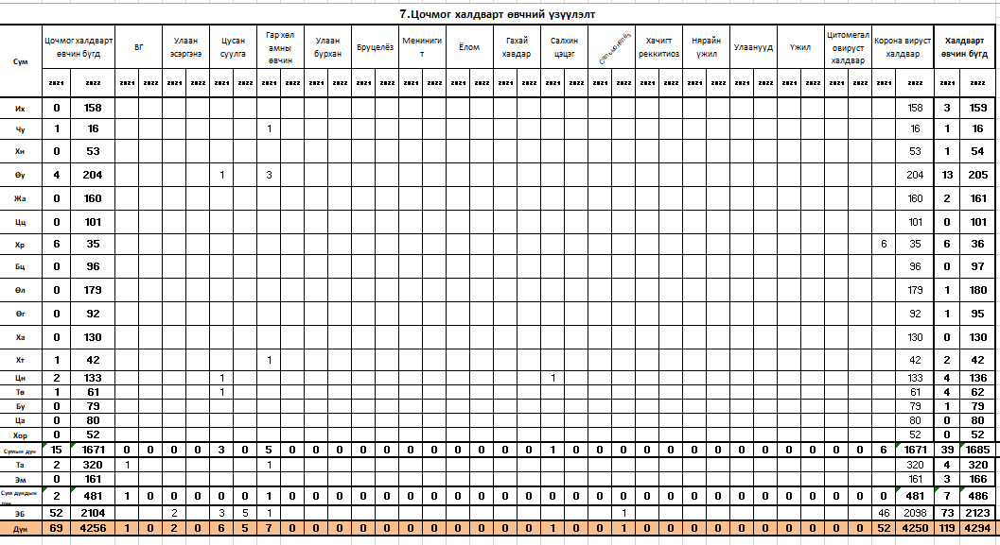 7.Цочмог халдварт өвчний үзүүлэлт
Сум Цочмог халдварт өвчин бүгд ВГ Улаан эсэргэнэ Цусан суулга Гар хөл амны өвчин Улаан бурхан Бруцелёз Менинигит Ёлом Гахай хавдар Салхин цэцэг Хачигт реккитиоз Нярайн үжил Улаанууд Үжил Цитомегаловируст халдвар Корона вируст халдвар Халдварт өвчин бүгд
2021 2022 2021 2022 2021 2022 2021 2022 2021 2022 2021 2022 2021 2022 2021 2022 2021 2022 2021 2022 2021 2022 2021 2022 2021 2022 2021 2022 2021 2022 2021 2022 2021 2022 2021 2022 2021 2022
Их 0 158 158 3 159
Чу 1 16 1 16 1 16
Хн 0 53 53 1 54
Өу 4 204 1 3 204 13 205
Жа 0 160 160 2 161
Цц 0 101 101 0 101
Хр 6 35 6 35 6 36
Бц 0 96 96 0 97
Өл 0 179 179 1 180
Өг 0 92 92 1 95
Ха 0 130 130 0 130
Хт 1 42 1 42 2 42
Цн 2 133 1 1 133 4 136
Тө 1 61 1 61 4 62
Бу 0 79 79 1 79
Ца 0 80 80 0 80
Хор 0 52 52 0 52
Сумын дүн 15 1671 0 0 0 0 3 0 5 0 0 0 0 0 0 0 0 0 0 0 1 0 0 0 0 0 0 0 0 0 0 0 0 0 6 1671 39 1685
Та 2 320 1 1 320 4 320
Эм 0 161 161 3 166
Сум дундын 2 481 1 0 0 0 0 0 1 0 0 0 0 0 0 0 0 0 0 0 0 0 0 0 0 0 0 0 0 0 0 0 0 0 0 481 7 486
ЭБ 52 2104 2 3 5 1 1 46 2098 73 2123
Дүн 69 4256 1 0 2 0 6 5 7 0 0 0 0 0 0 0 0 0 0 0 1 0 0 1 0 0 0 0 0 0 0 0 0 0 52 4250 119 4294